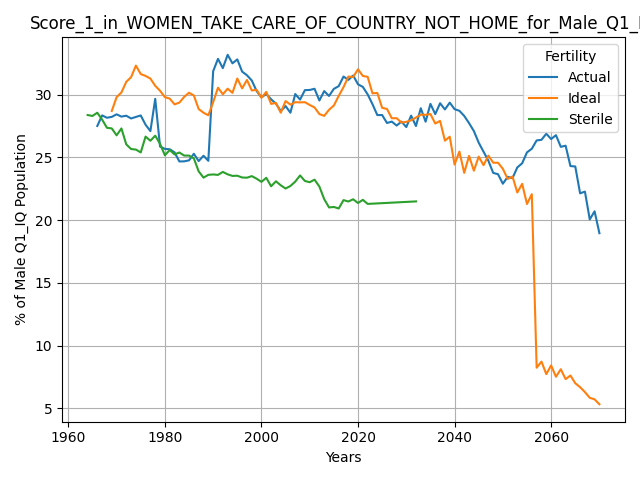 Score_1_in_WOMEN_TAKE_CARE_OF_COUNTRY_NOT_HOME_for_Male_Q1_
Fertility
Actual
Ideal
Sterile
% of Male Q1_IQ Population
30
25
20
15
10
5
1960 1980 2000 2020 2040 2060
Years